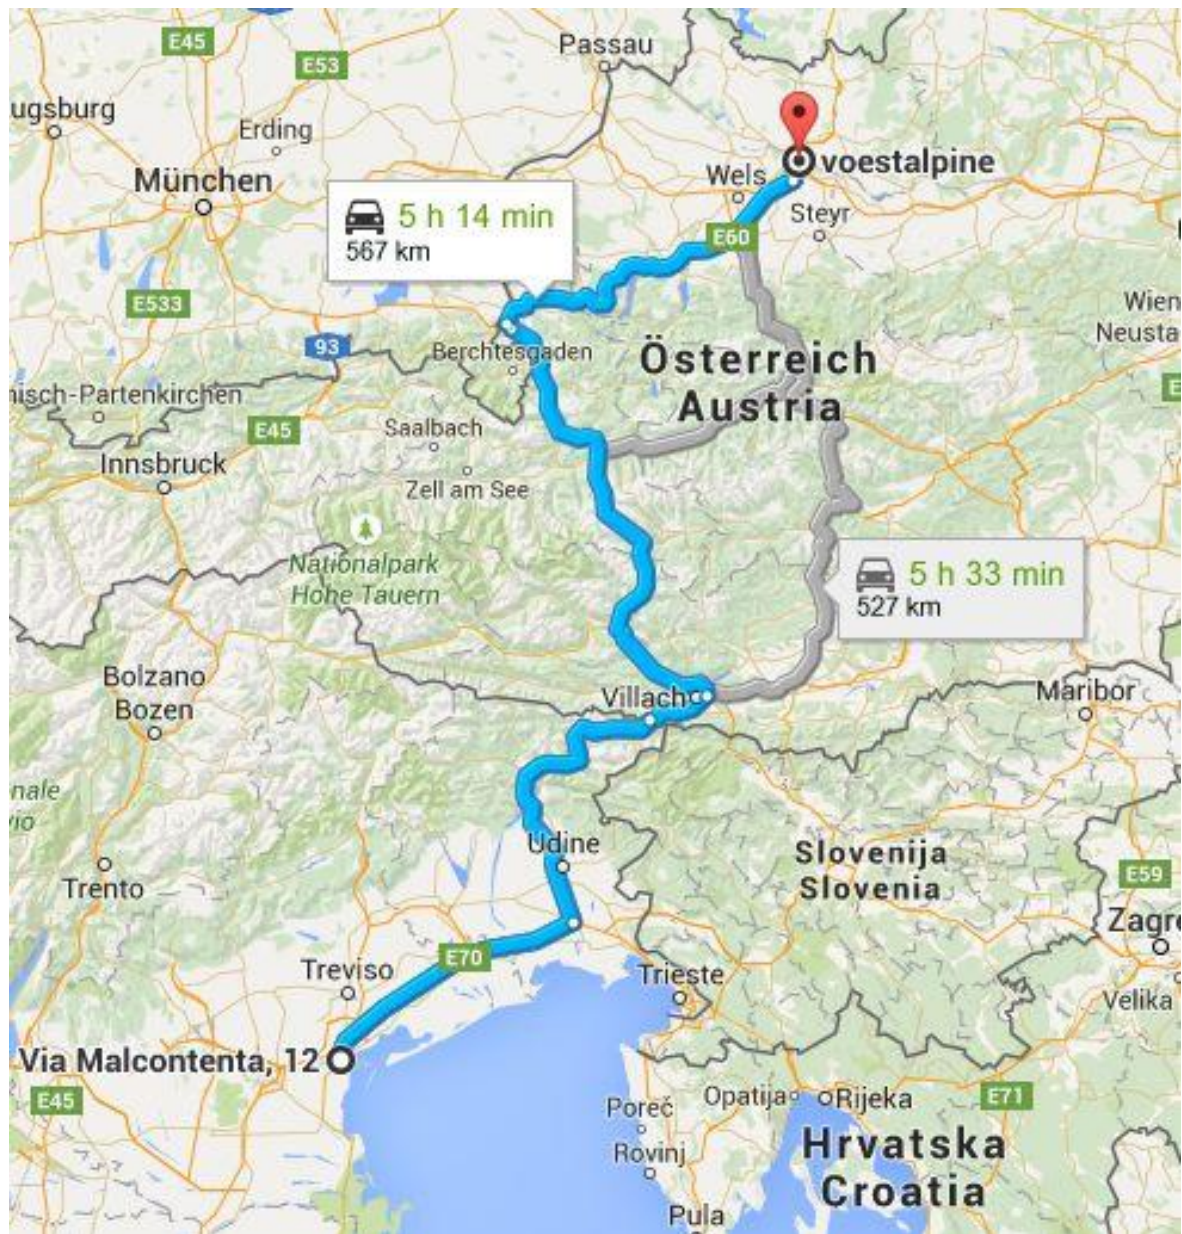 E45
Passau
E53
ugsburg
Erding
München
voestalpine
Wels
Steyr
5 h 14 min
567 km
E60
E533
Wien
Neusta
93
Berchtesgaden
Österreich
Austria
E
nisch-Partenkirchen
E45
Saalbach
Innsbruck
Zell am See
Nationalpark
Hohe Tauern
5 h 33 min
527 km
Bolzano
Bozen
Villach
Maribor
nale
vio
Udine
Slovenija
Slovenia
Trento
E59
Zagre
E70
Treviso
Trieste
Velika
Via Malcontenta, 12
E45
Poreč
Opatija
Rijeka
E71
Rovinj
Hrvatska
Croatia
Pula